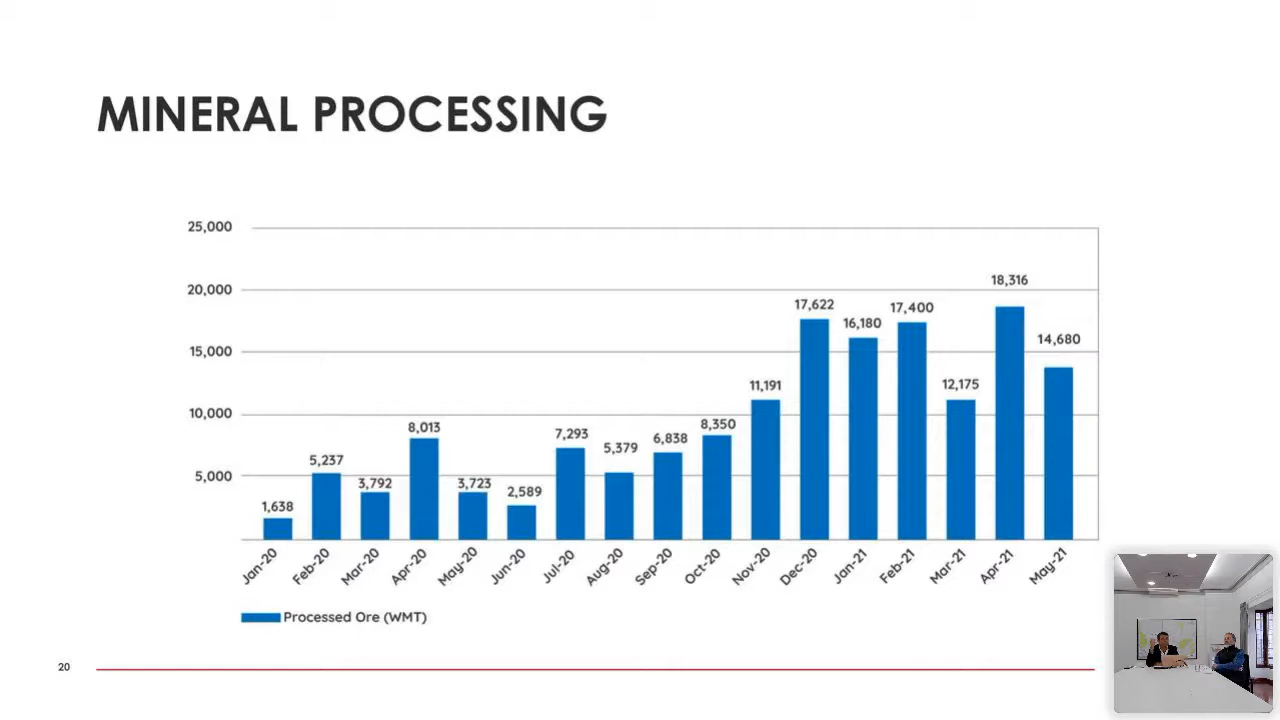 MINERAL PROCESSING
25,000
20,000
15,000
10,000
5,000
1,638
5,237
3,792
8,013
3,723
2,589
7,293
5,379
6,838
8,350
11,191
17,622
16,180
17,400
12,175
18,316
14,680
Jan-20
Feb-20
Mar-20
Apr-20
May-20
Jun-20
Jul-20
Aug-20
Sep-20
Oct-20
Nov-20
Dec-20
Jan-21
Feb-21
Mar-21
Apr-21
May-21
Processed Ore (WMT)
20